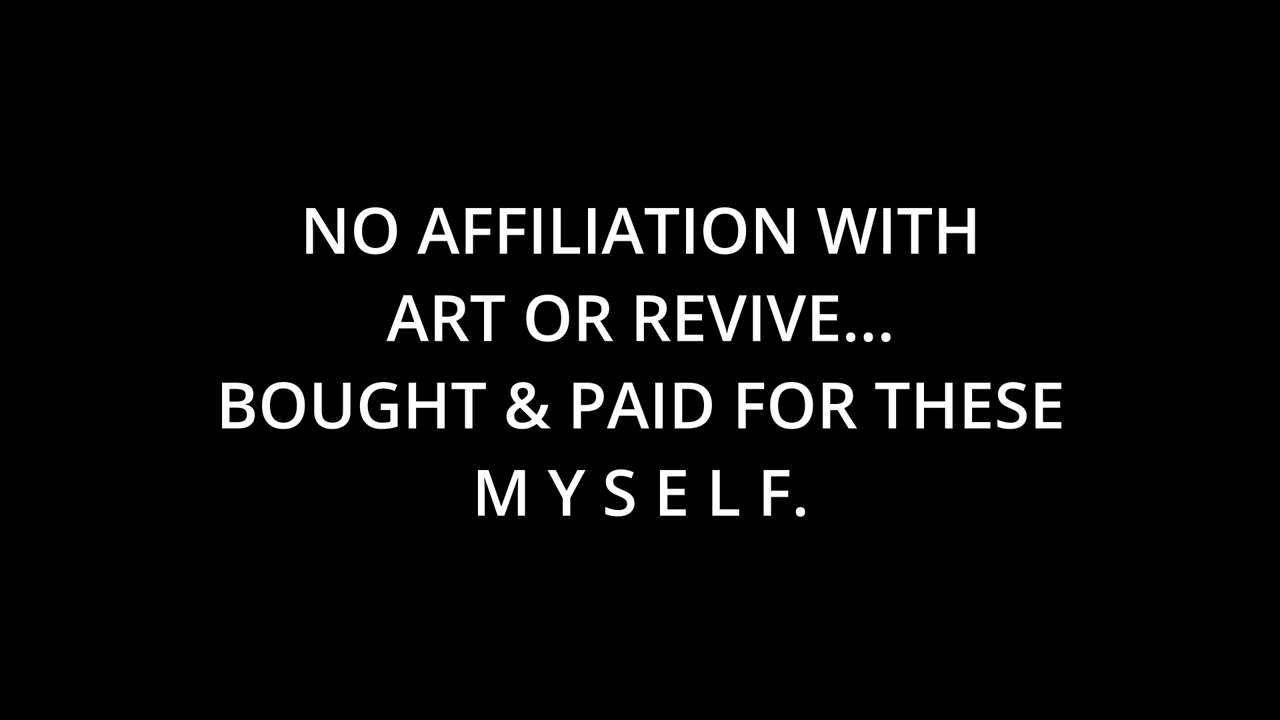 NO AFFILIATION WITH
ART OR REVIVE...
BOUGHT & PAID FOR THESE
M Y S E L F.